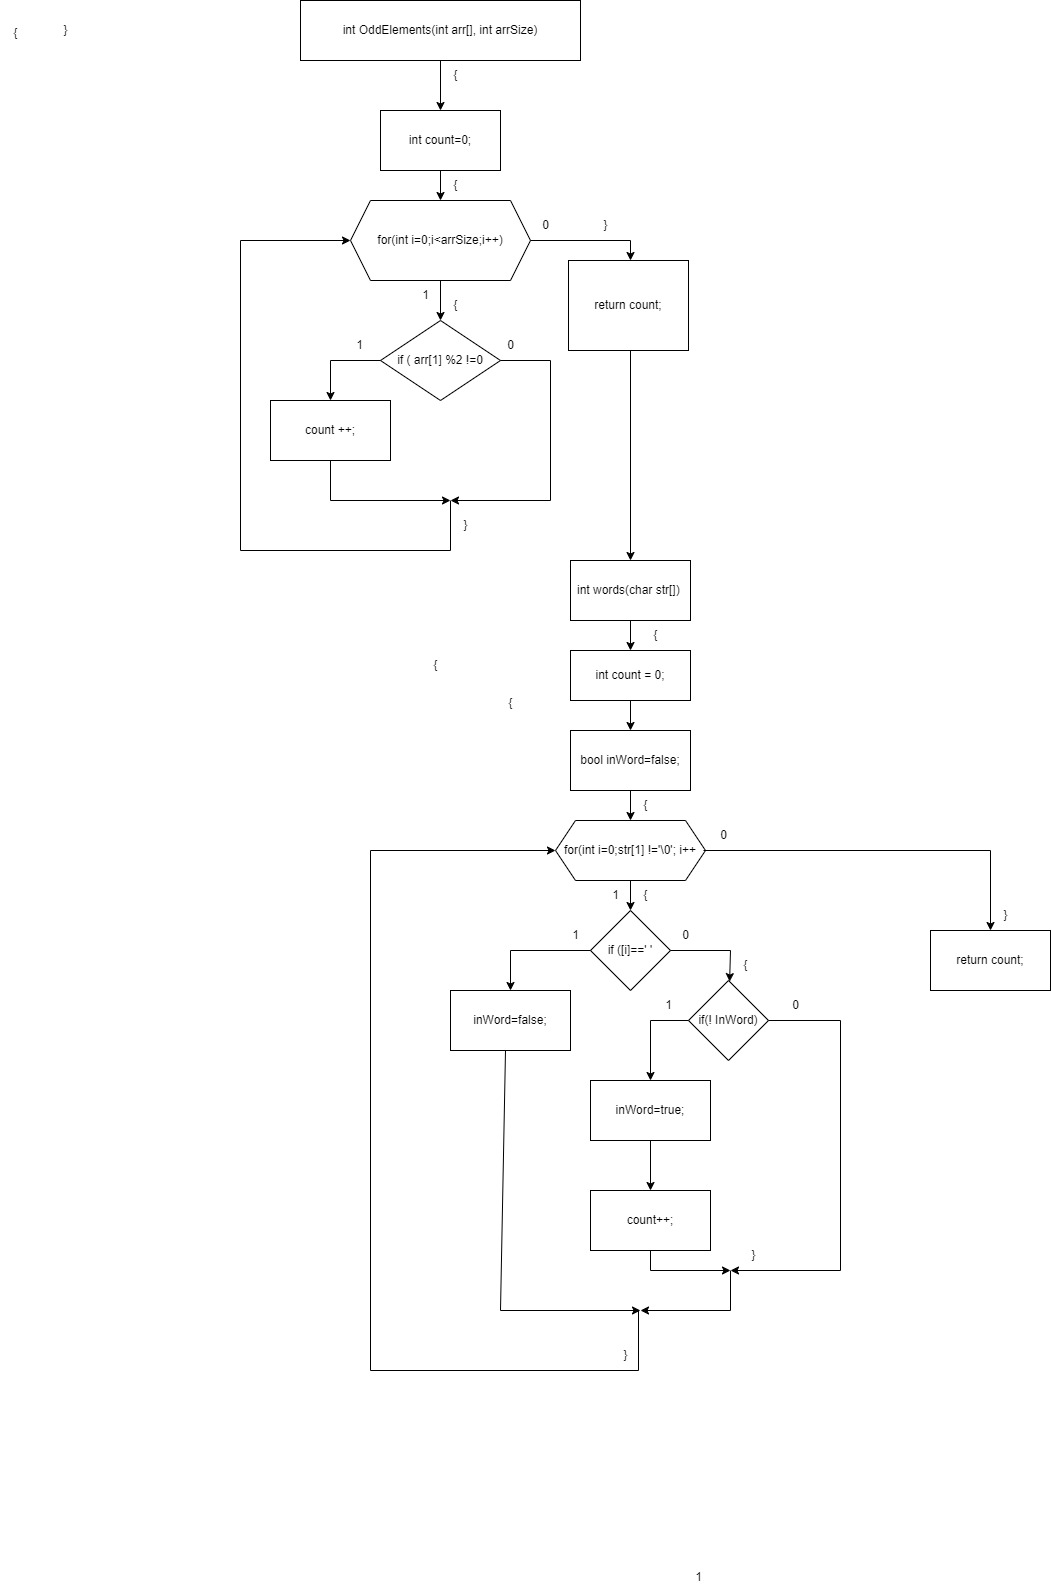 int OddElements(int arr[], int arrSize)
{
}
{
int count=0;
{
for(int i=0;i<arrSize;i++)
0
}
return count;
1
{
if ( arr[1] %2 !=0
1
0
count ++;
}
int words(char str[])
{
int count = 0;
{
{
bool inWord=false;
{
for(int i=0;str[1] !='\0'; i++
0
1
{
}
return count;
if ([i]==' '
1
0
{
inWord=false;
if(! InWord)
1
0
inWord=true;
count++;
}
}
1